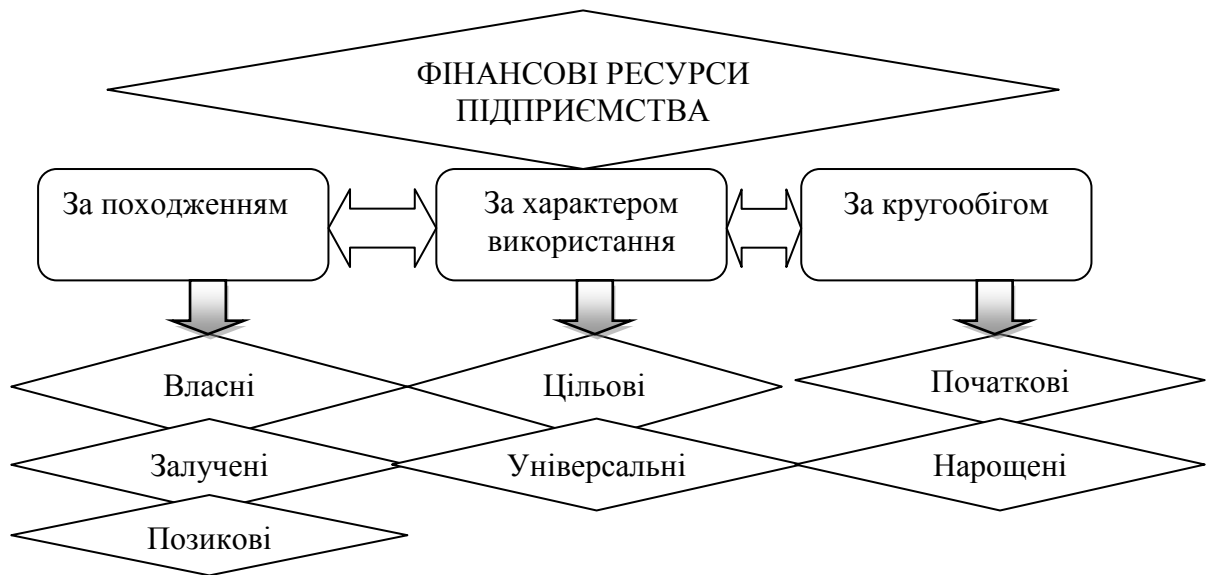 ФІНАНСОВІ РЕСУРСИ
ПІДПРИЄМСТВА
За походженням
За характером
використання
За кругообігом
Власні
Цільові
Початкові
Залучені
Універсальні
Нарощені
Позикові